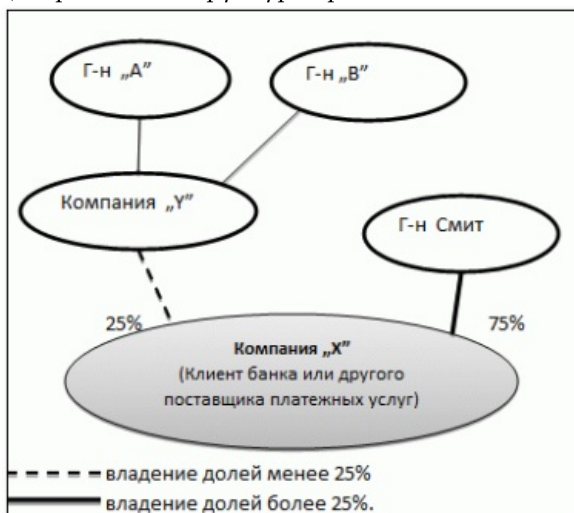 Г-н „А”
Г-н „В”
Компания „Y”
Г-н Смит
25%
75%
Компания „X”
(Клиент банка или другого
поставщика платежных услуг)
владение долей менее 25%
владение долей более 25%.